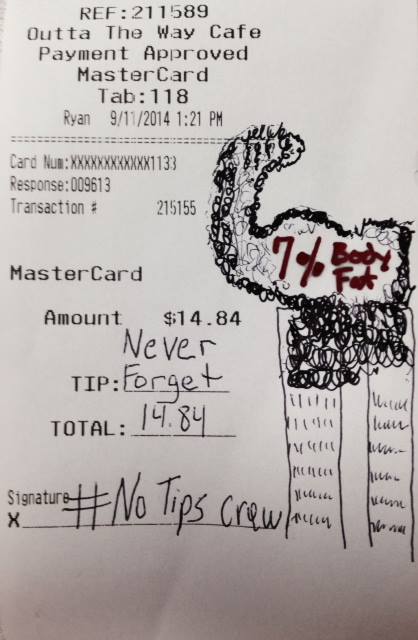 REF:211589
Outta The Way Cafe
Payment Approved
MasterCard
Tab:118
Ryan 9/11/2014 1:21 PM
Card Num:XXXXXXXXXXXX1133
Response:009613
Transaction # 215155
7% Body
Fat
MasterCard
Amount $14.84
Never
TIP: Forget
TOTAL: 14.84
Signature
X #No Tips crew